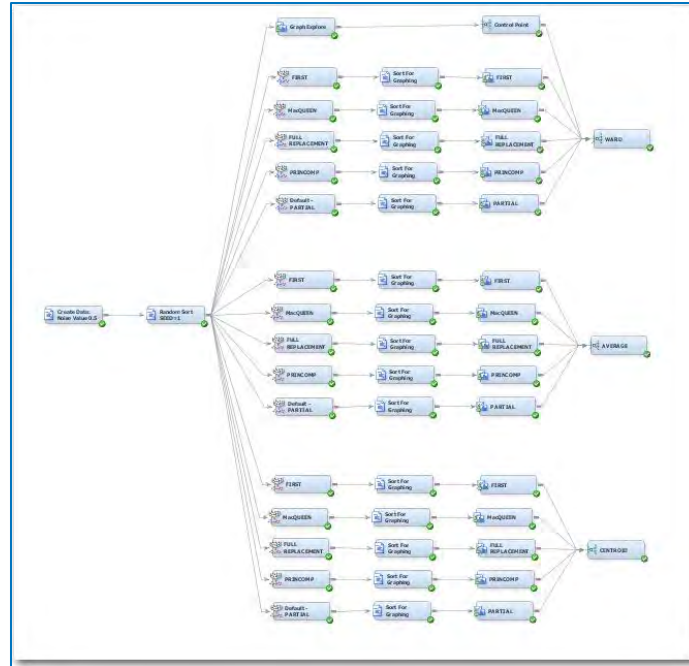 Graph Explore
Control Point
FIRST
Sort For
Graphing
FIRST
MacQUEEN
Sort For
Graphing
MacQUEEN
FULL
REPLACEMENT
Sort For
Graphing
FULL
REPLACEMENT
WARD
PRINCOMP
Sort For
Graphing
PRINCOMP
Default -
PARTIAL
Sort For
Graphing
PARTIAL
FIRST
Sort For
Graphing
FIRST
Create Data:
Noise Value 0.5
Random Sort
SEED=1
MacQUEEN
Sort For
Graphing
MacQUEEN
FULL
REPLACEMENT
Sort For
Graphing
FULL
REPLACEMENT
AVERAGE
PRINCOMP
Sort For
Graphing
PRINCOMP
Default -
PARTIAL
Sort For
Graphing
PARTIAL
FIRST
Sort For
Graphing
FIRST
MacQUEEN
Sort For
Graphing
MacQUEEN
FULL
REPLACEMENT
Sort For
Graphing
FULL
REPLACEMENT
CENTROID
PRINCOMP
Sort For
Graphing
PRINCOMP
Default -
PARTIAL
Sort For
Graphing
PARTIAL